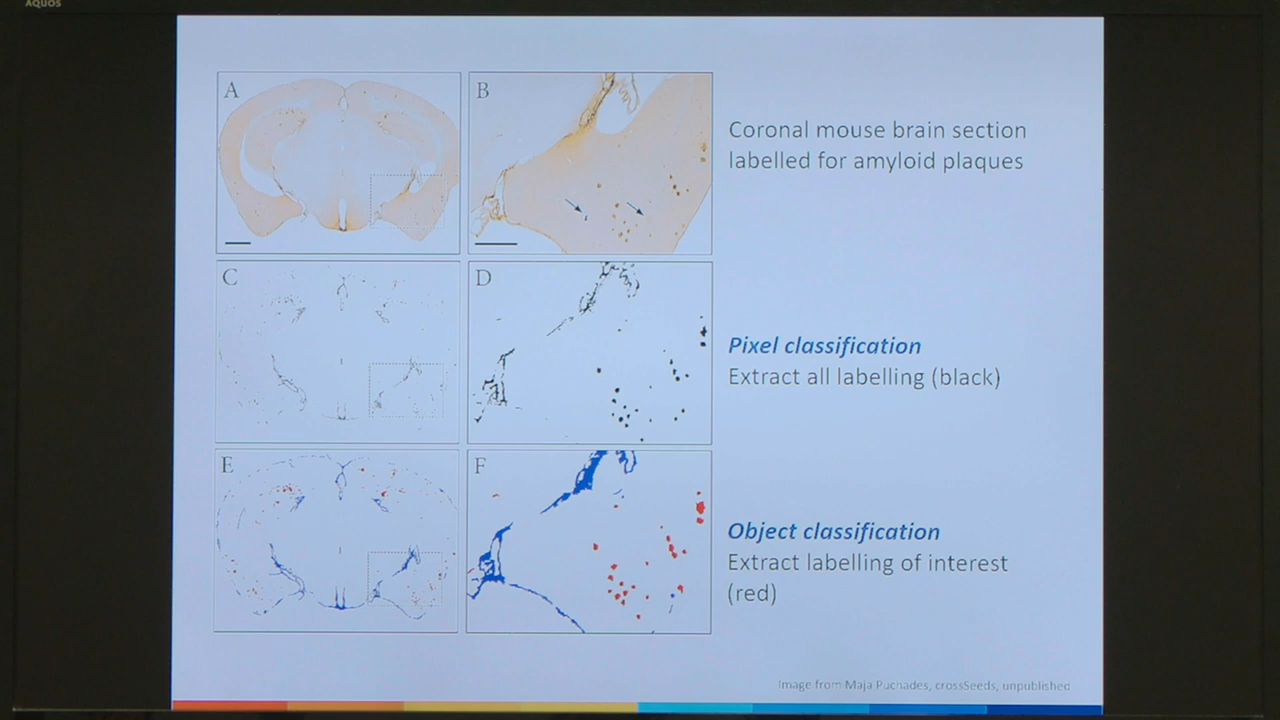 AQUOS
A
B
Coronal mouse brain section
labelled for amyloid plaques
C
D
Pixel classification
Extract all labelling (black)
E
F
Object classification
Extract labelling of interest
(red)
Image from Maja Puchades, crossSeeds, unpublished